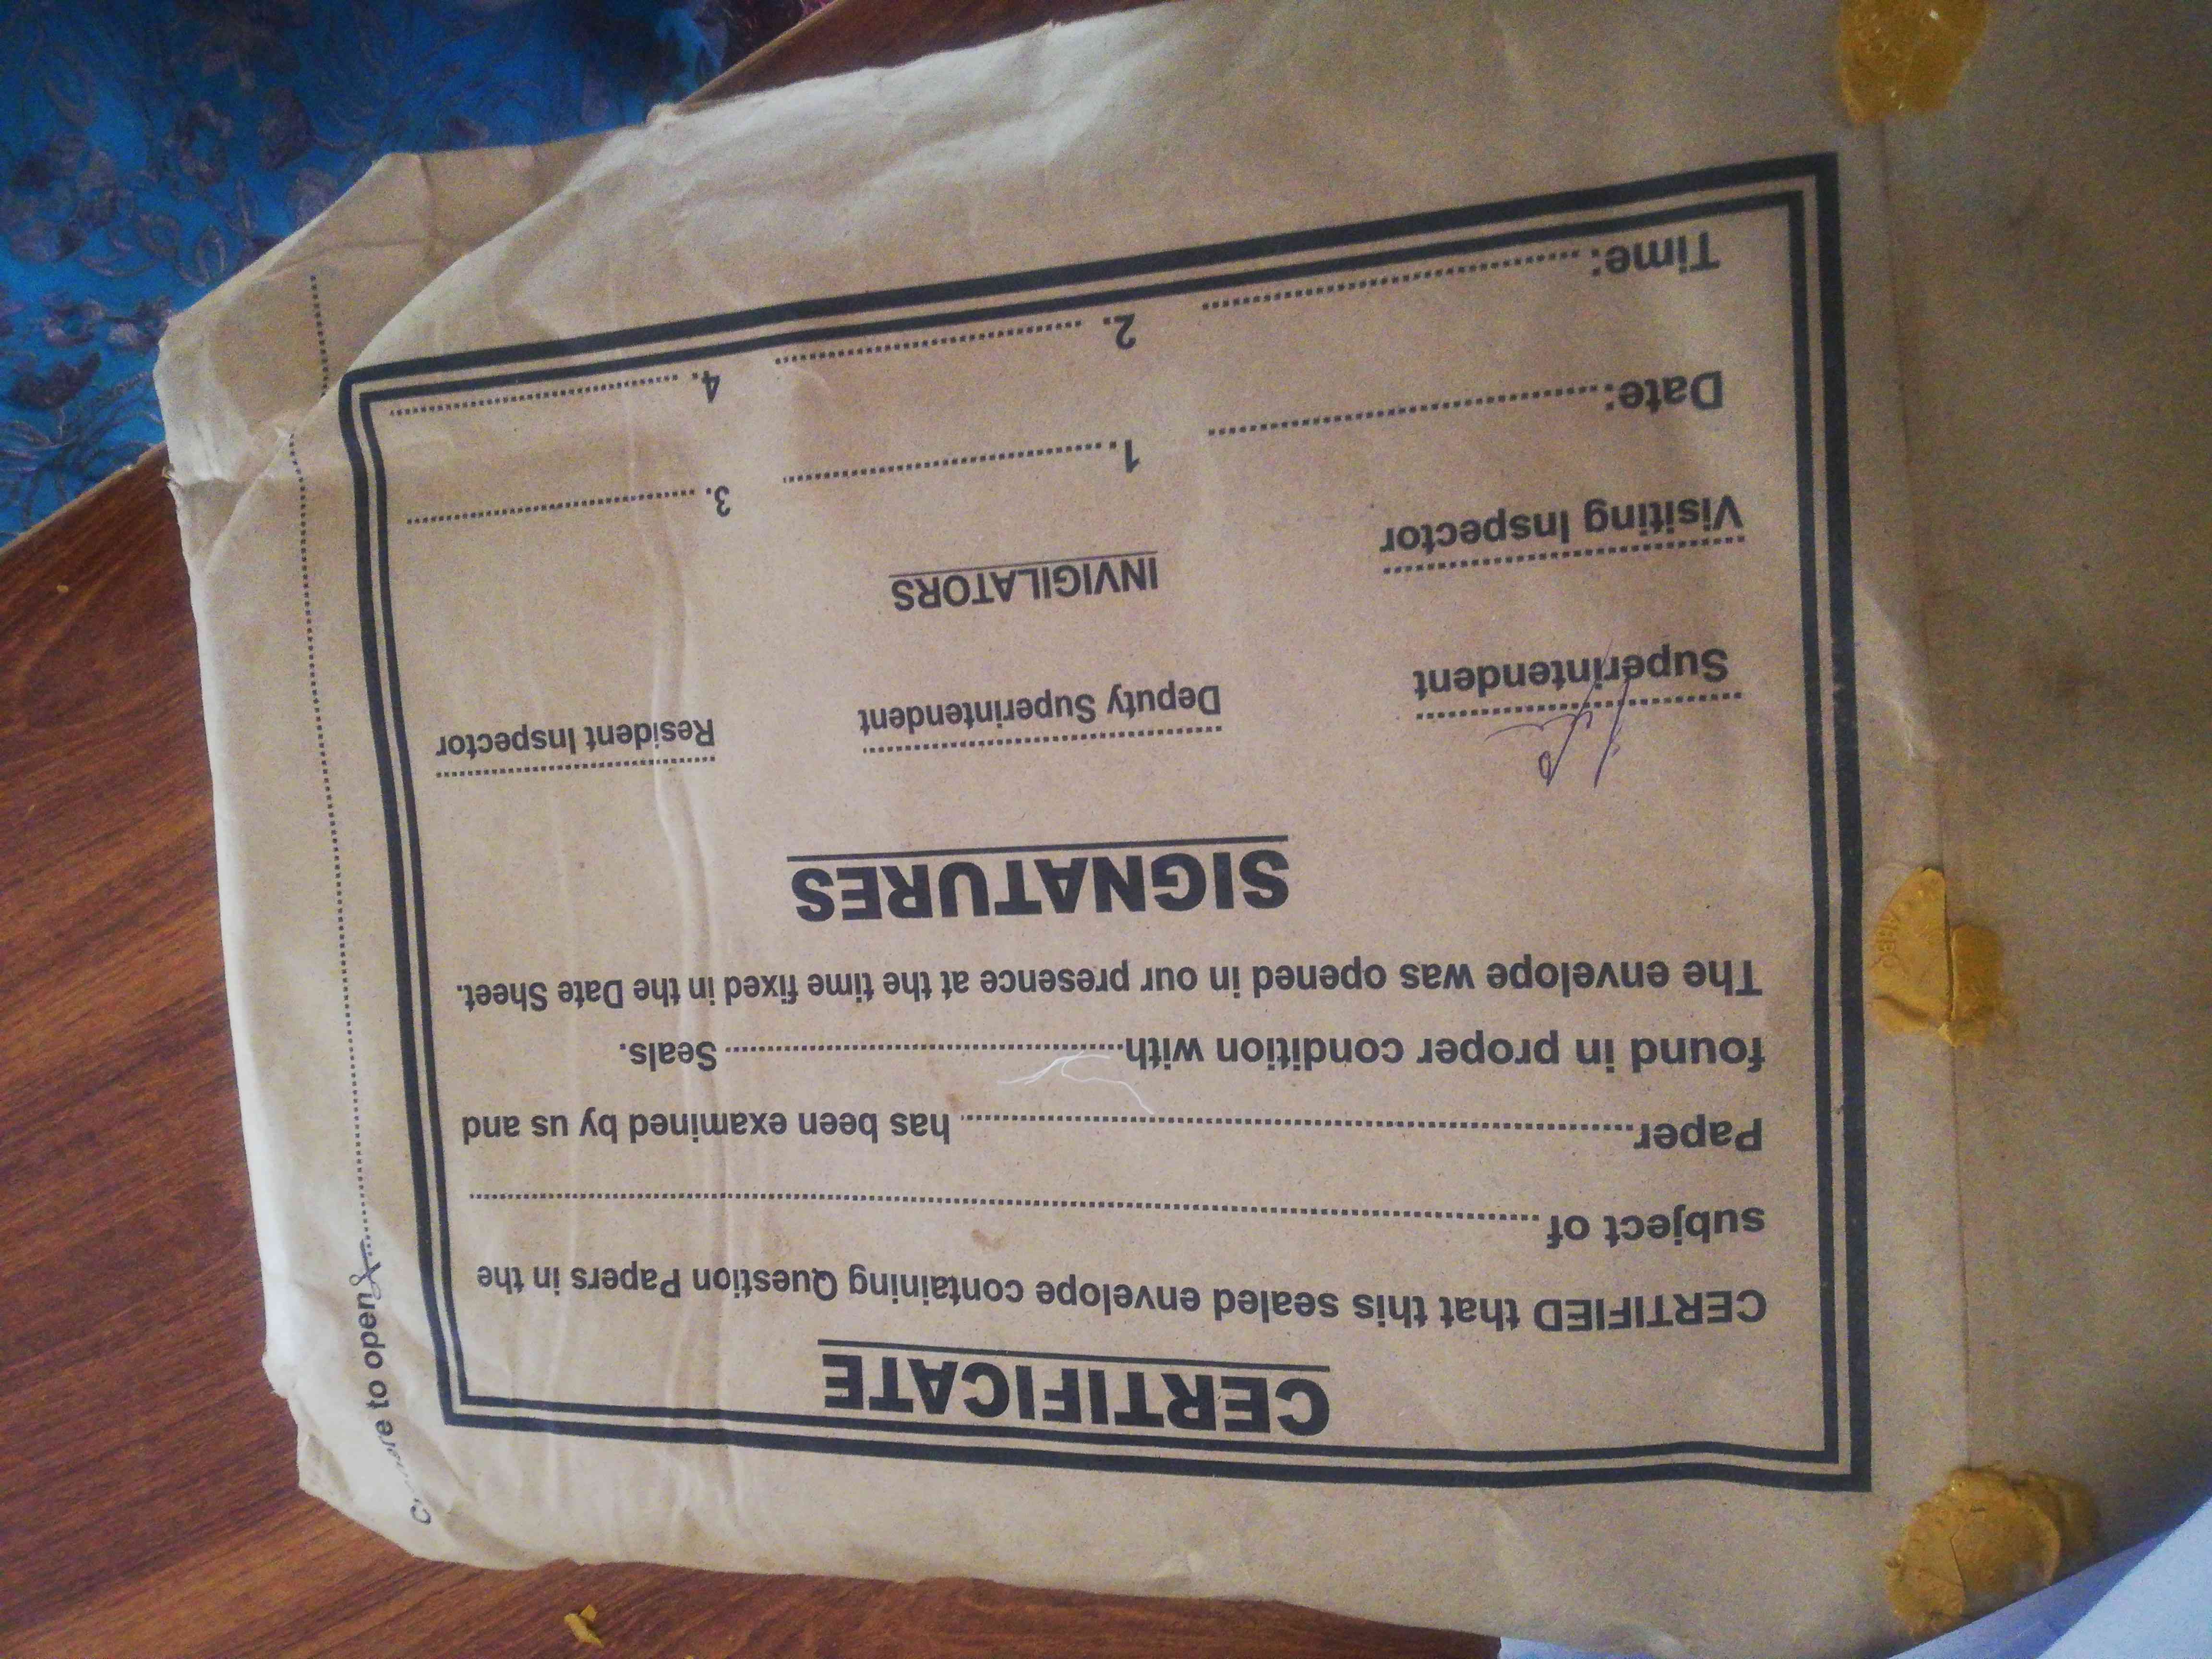 CERTIFICATE
CERTIFIED that this sealed envelope containing Question Papers in the
subject of ................................................................
Paper................................................ has been examined by us and
found in proper condition with........................................ Seals.
The envelope was opened in our presence at the time fixed in the Date Sheet.
SIGNATURES
Superintendent Deputy Superintendent Resident Inspector
Visiting Inspector INVIGILATORS
Date:.............................. 1. .............................. 3. ..............................
Time: .............................. 2. .............................. 4. ..............................
to open